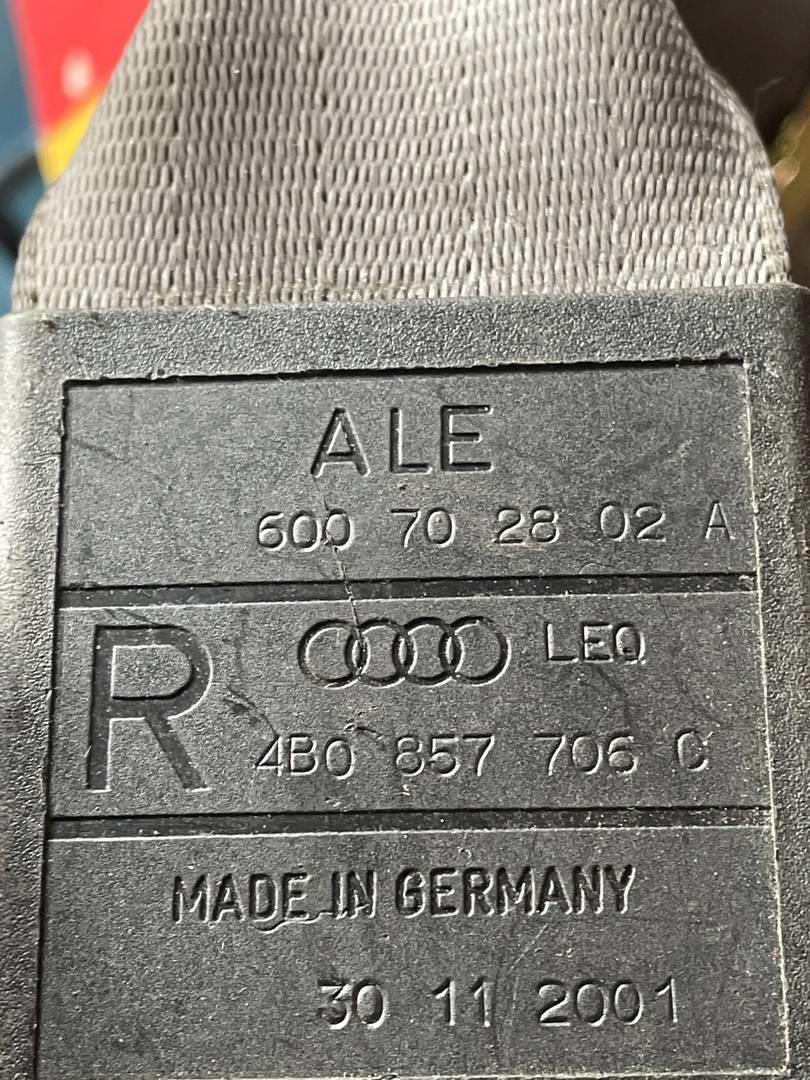 ALE
600 70 28 02 A
R LEQ
4B0 857 706 C
MADE IN GERMANY
30 11 2001